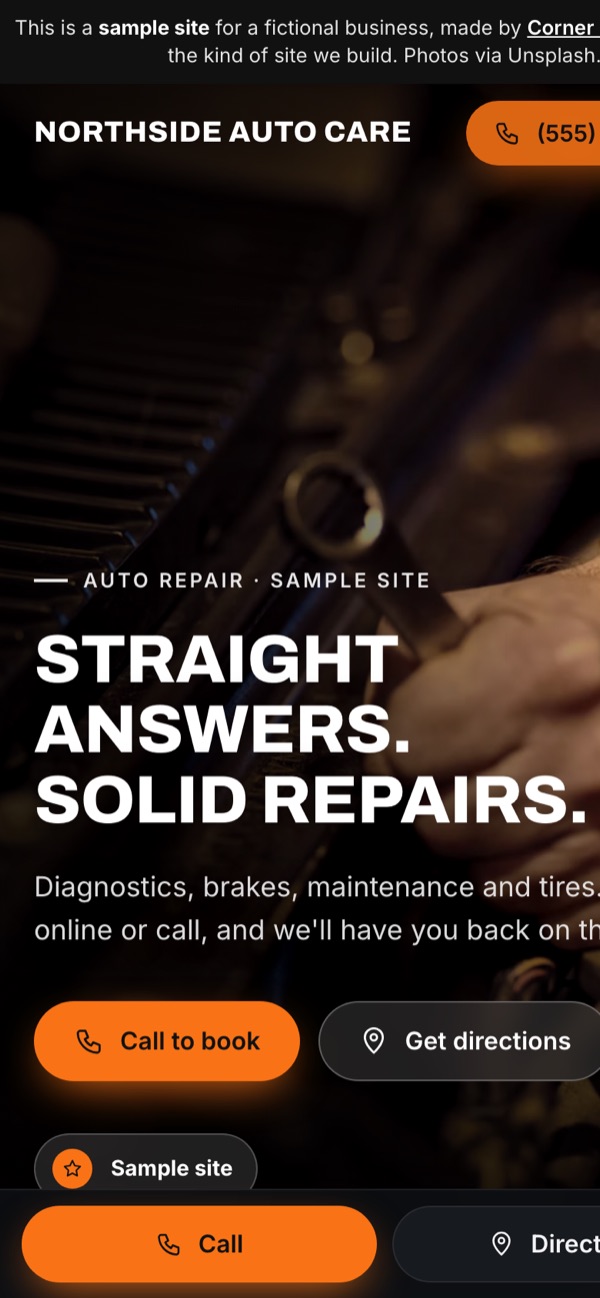 This is a sample site for a fictional business, made by Corner
the kind of site we build. Photos via Unsplash.
NORTHSIDE AUTO CARE
(555)
AUTO REPAIR · SAMPLE SITE
STRAIGHT
ANSWERS.
SOLID REPAIRS.
Diagnostics, brakes, maintenance and tires.
online or call, and we'll have you back on th
Call to book
Get directions
Sample site
Call
Direct